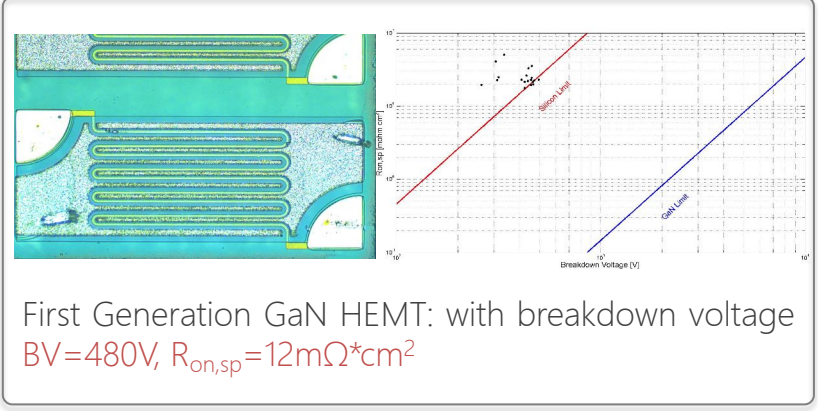 Silicon Limit
GaN Limit
Breakdown Voltage [V]
First Generation GaN HEMT: with breakdown voltage
BV=480V, Ron,sp=12mΩ*cm²